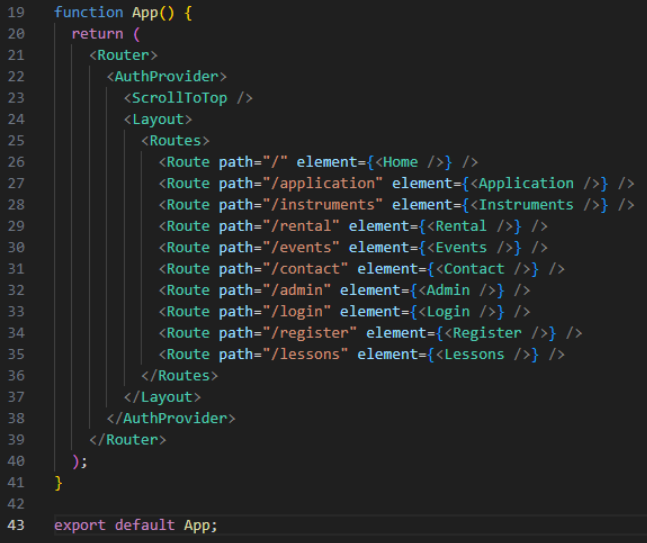 19 function App() {
20   return (
21     <Router>
22       <AuthProvider>
23         <ScrollToTop />
24         <Layout>
25           <Routes>
26             <Route path="/" element={<Home />} />
27             <Route path="/application" element={<Application />} />
28             <Route path="/instruments" element={<Instruments />} />
29             <Route path="/rental" element={<Rental />} />
30             <Route path="/events" element={<Events />} />
31             <Route path="/contact" element={<Contact />} />
32             <Route path="/admin" element={<Admin />} />
33             <Route path="/login" element={<Login />} />
34             <Route path="/register" element={<Register />} />
35             <Route path="/lessons" element={<Lessons />} />
36           </Routes>
37         </Layout>
38       </AuthProvider>
39     </Router>
40   );
41 }
42
43 export default App;